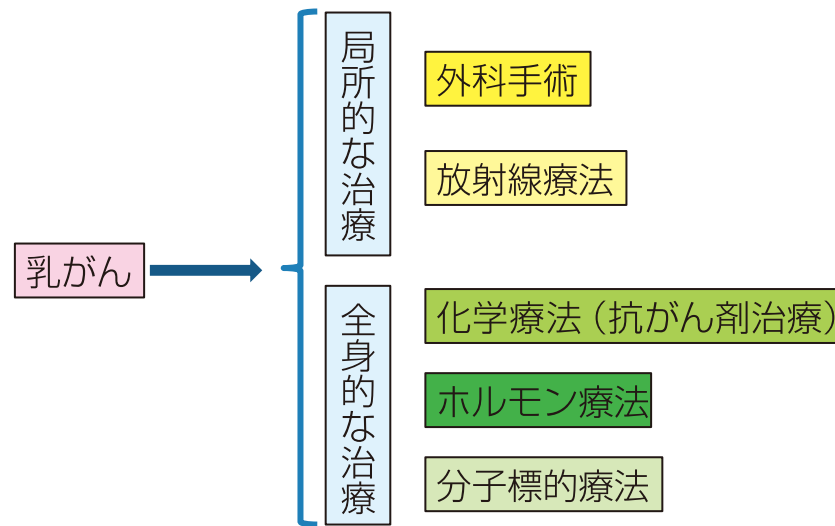 乳がん
局所的な治療
外科手術
放射線療法
全身的な治療
化学療法（抗がん剤治療）
ホルモン療法
分子標的療法